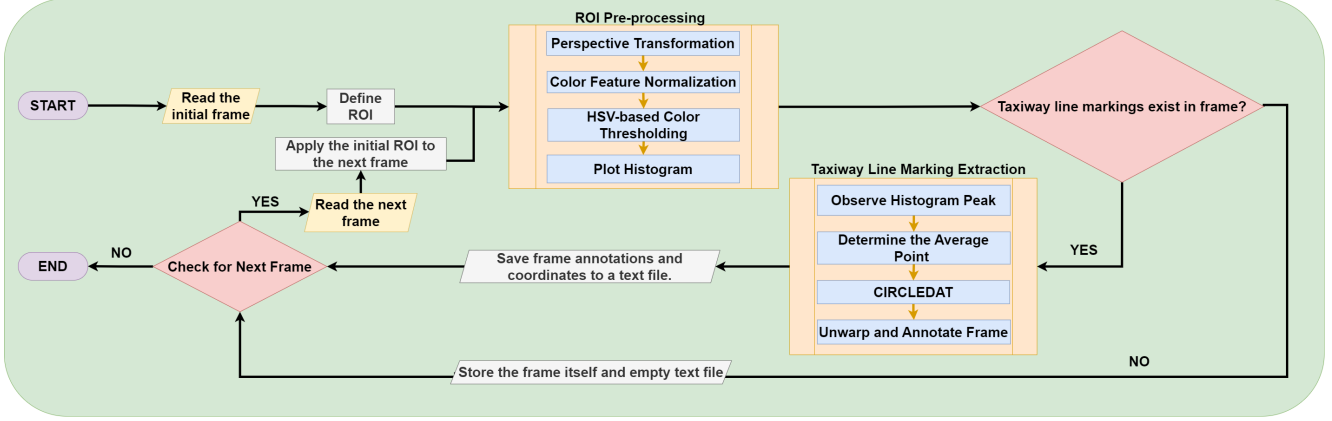 ROI Pre-processing
Perspective Transformation
Color Feature Normalization
HSV-based Color
Thresholding
Plot Histogram
START
Read the
initial frame
Define
ROI
Apply the initial ROI to
the next frame
Read the next
frame
YES
Taxiway line markings exist in frame?
YES
NO
Taxiway Line Marking Extraction
Observe Histogram Peak
Determine the Average
Point
CIRCLEDAT
Unwarp and Annotate Frame
Save frame annotations and
coordinates to a text file.
Check for Next Frame
NO
END
Store the frame itself and empty text file